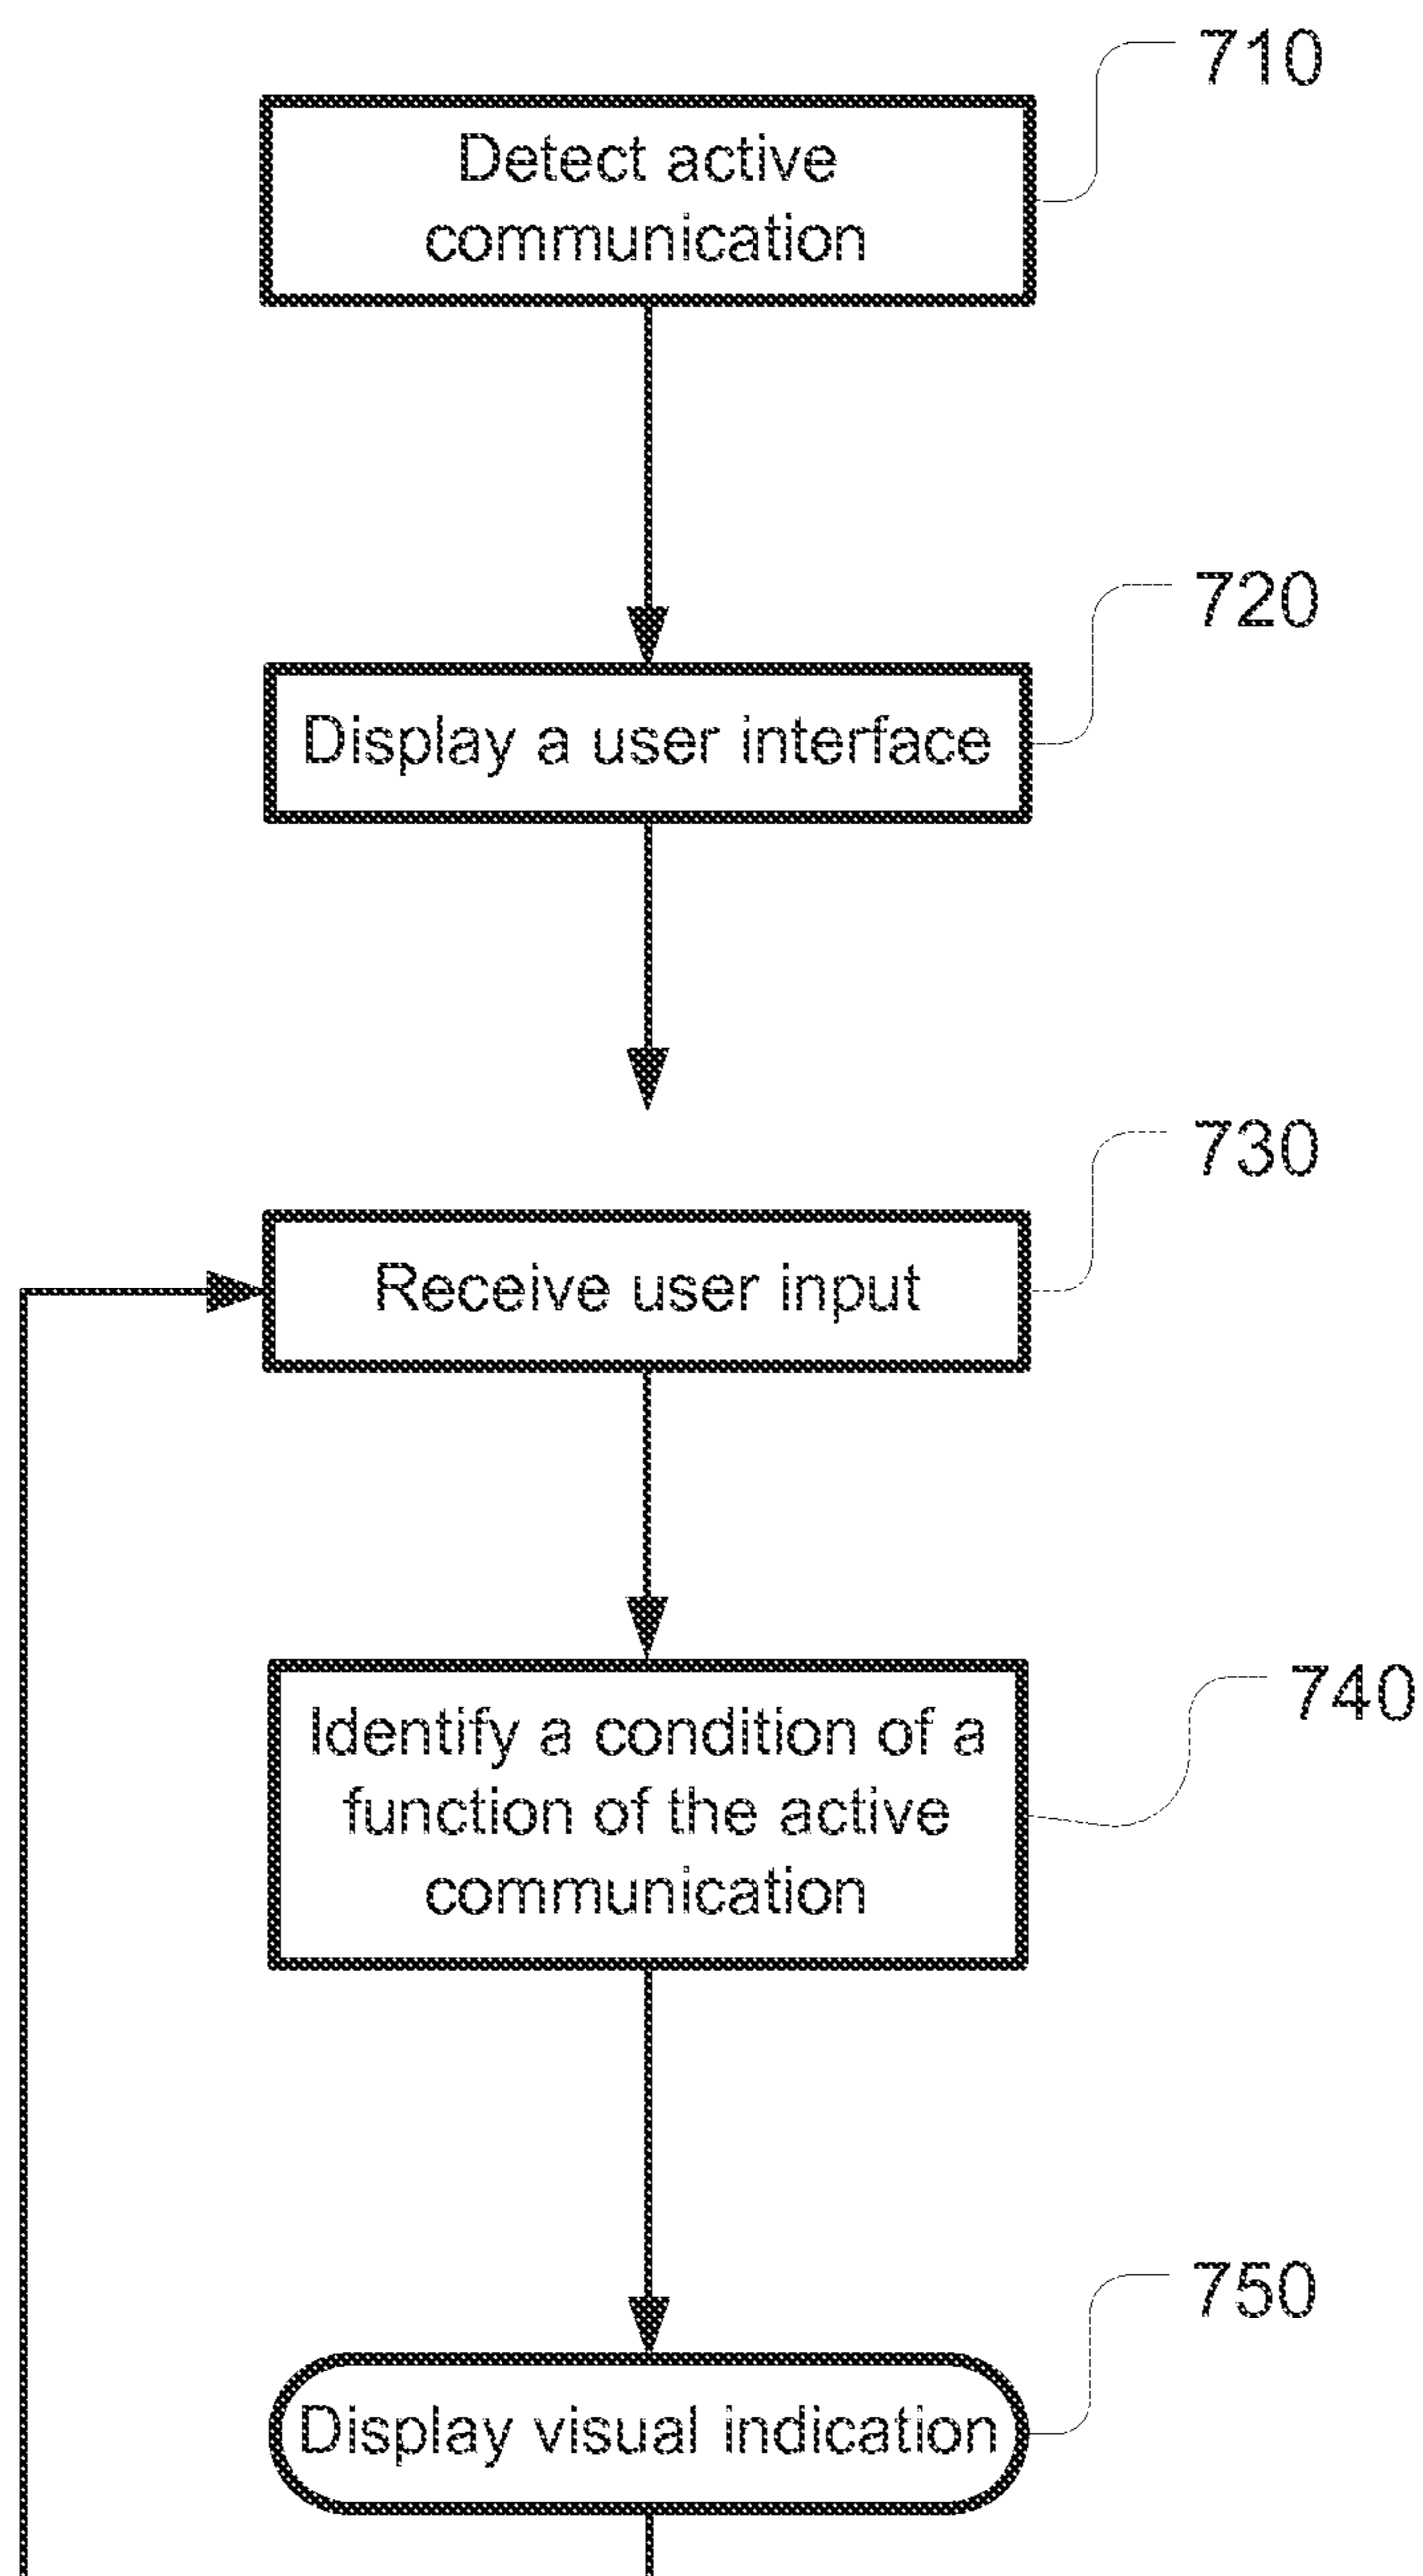 710
Detect active
communication
720
Display a user interface
730
Receive user input
740
Identify a condition of a
function of the active
communication
750
Display visual indication